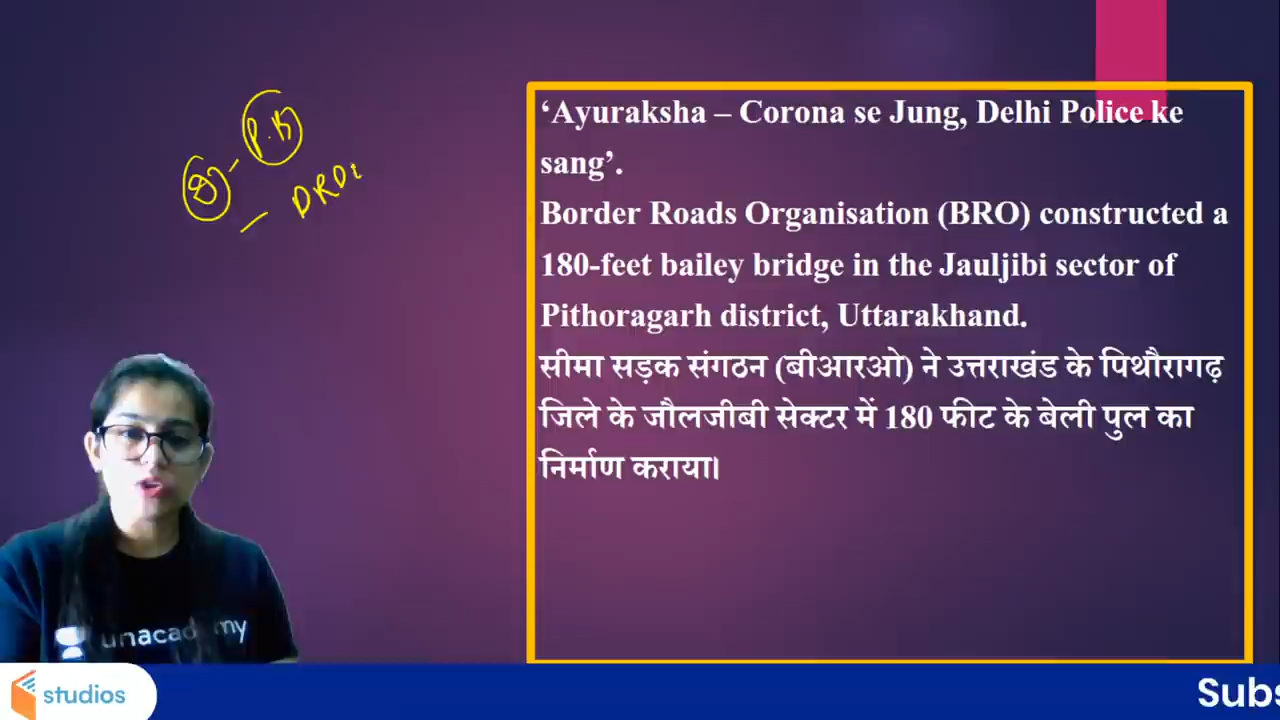 P.K
DRD
‘Ayuraksha – Corona se Jung, Delhi Police ke
sang’.
Border Roads Organisation (BRO) constructed a
180-feet bailey bridge in the Jauljibi sector of
Pithoragarh district, Uttarakhand.
सीमा सड़क संगठन (बीआरओ) ने उत्तराखंड के पिथौरागढ़
जिले के जौलजीबी सेक्टर में 180 फीट के बेली पुल का
निर्माण कराया।
unacademy
studios
Subs